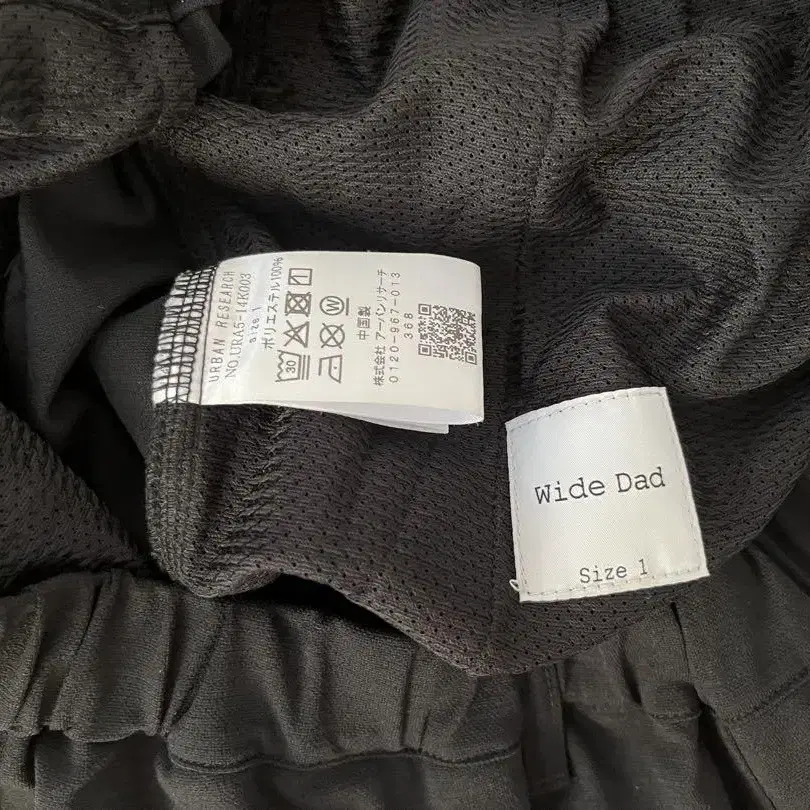 URBAN RESEARCH
NO.URA5-14K003
size 1
ポリエステル100%
30
W
中国製
株式会社 アーバンリサーチ
0120-967-013
368
Wide Dad
Size 1